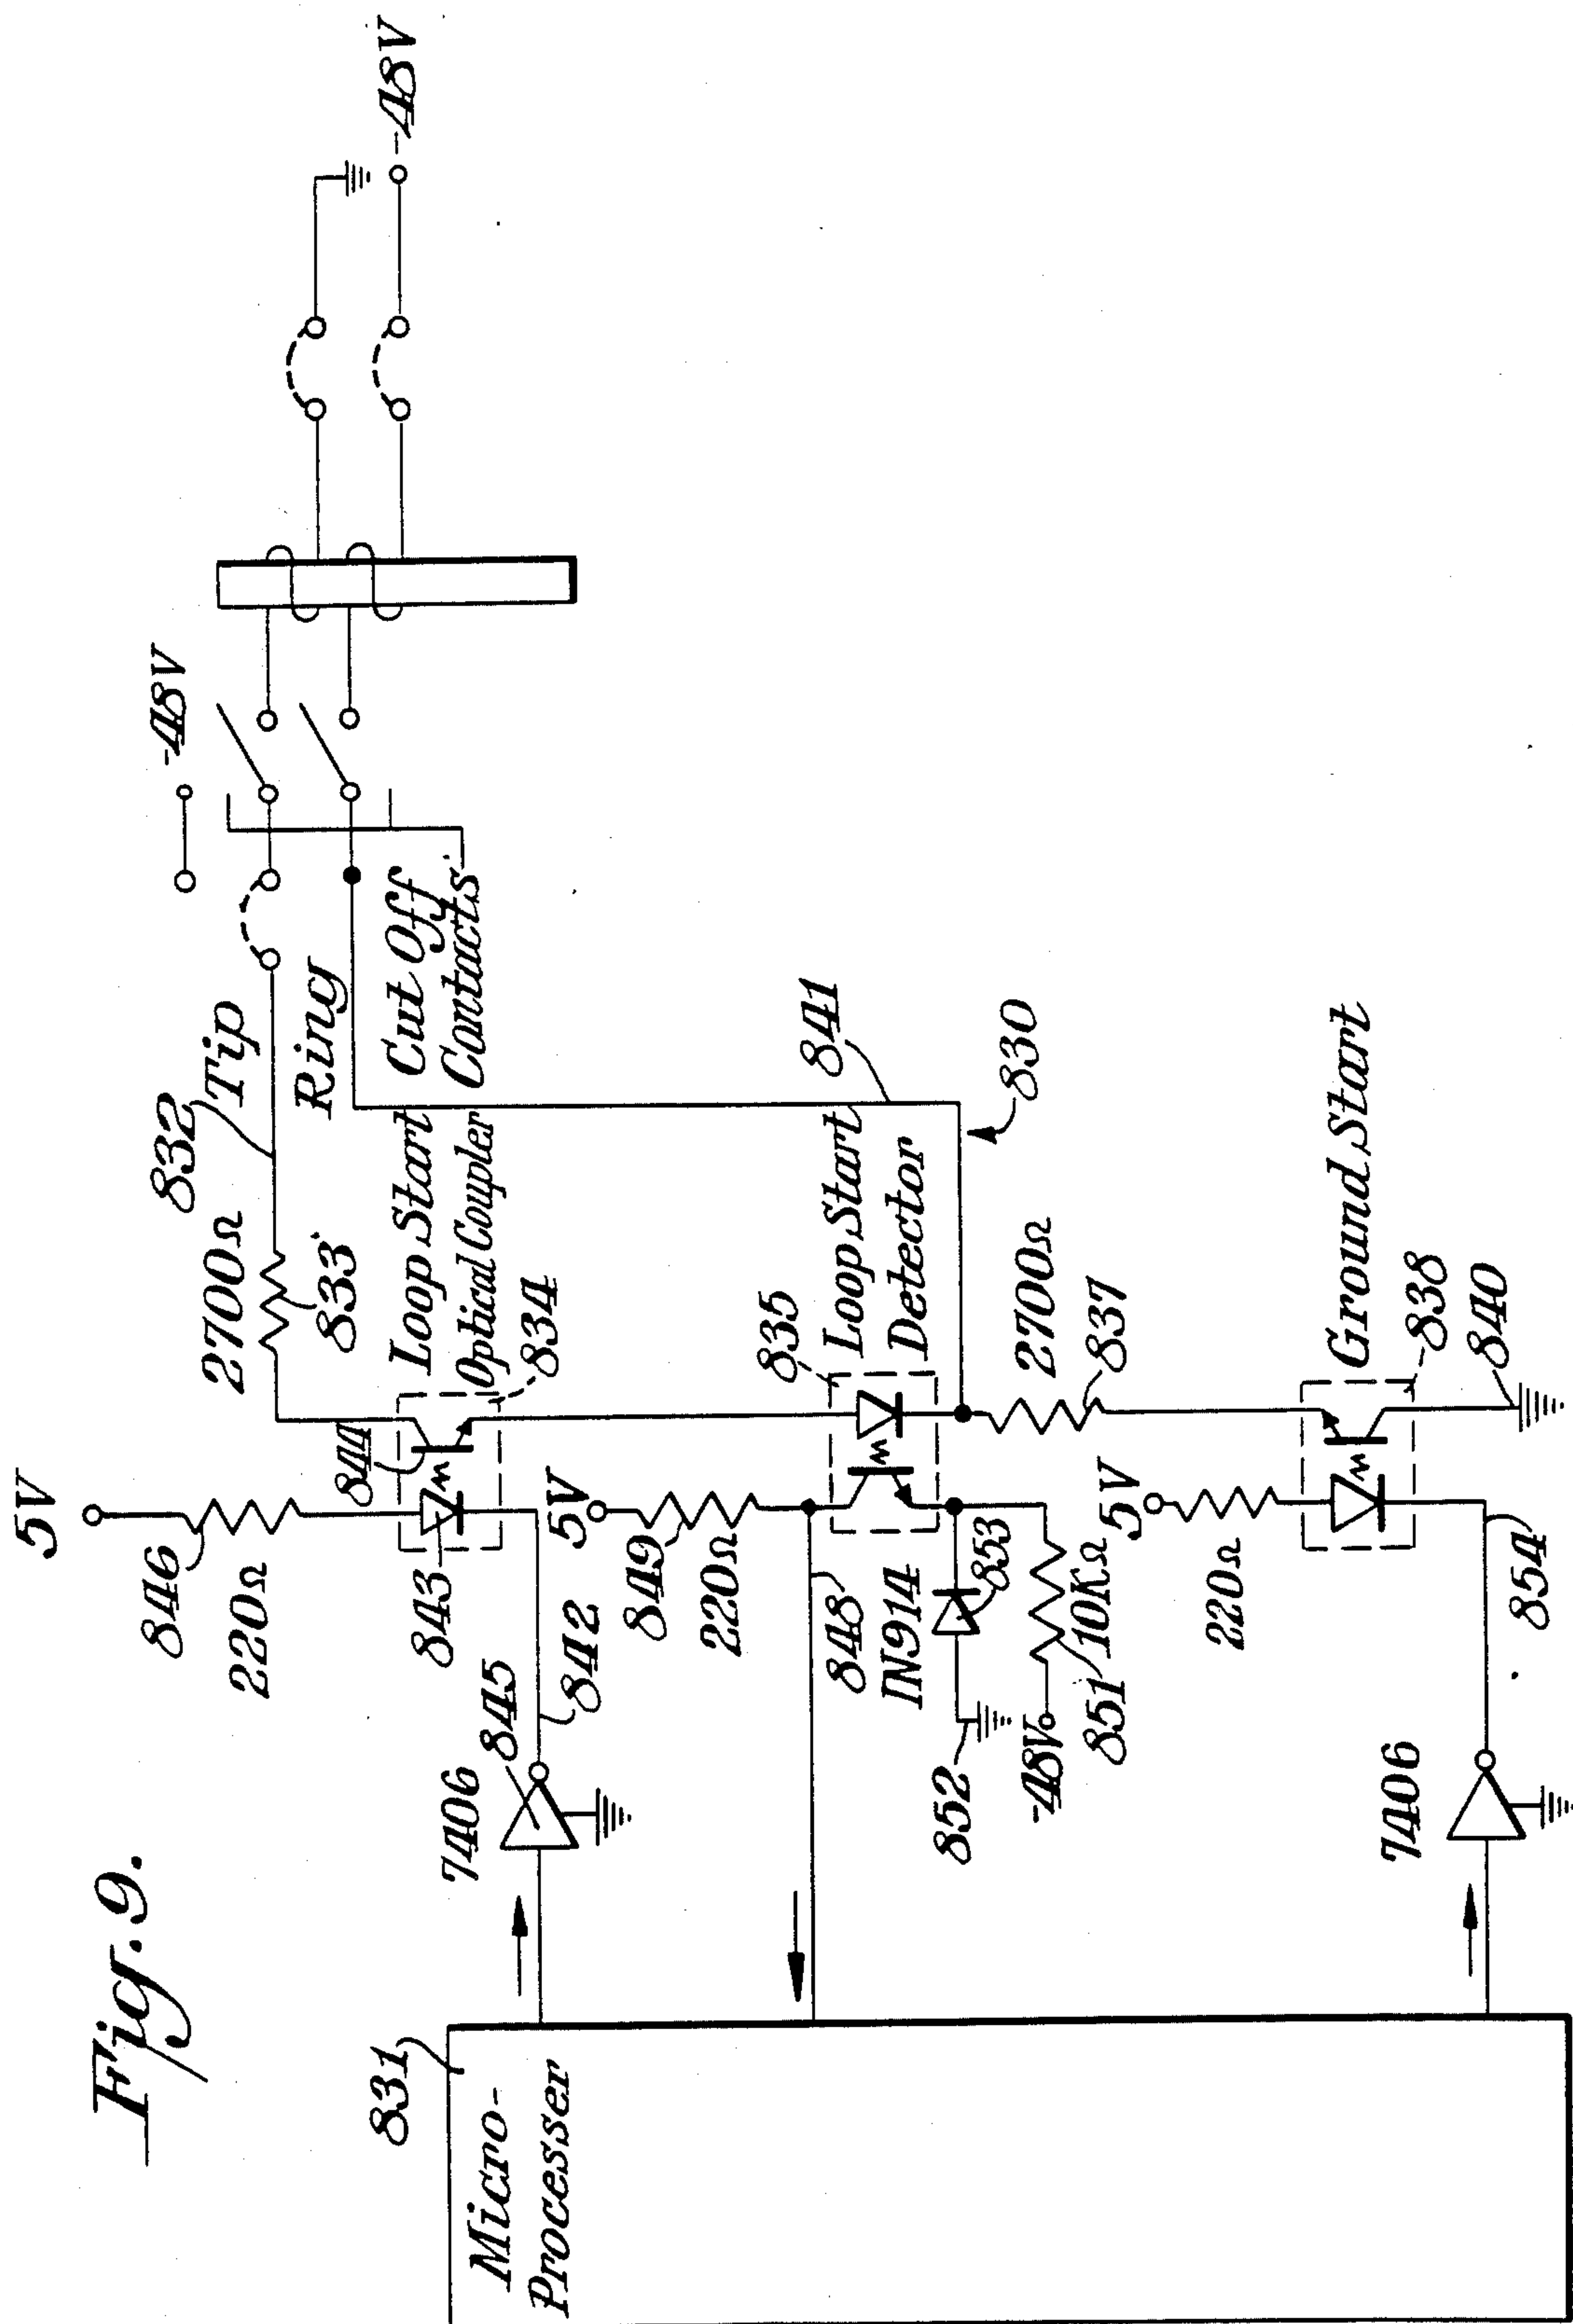 Fig. 9.
5V
846
220Ω
843
844
842
845
7406
831
Micro-
Processer
832
Tip
2700Ω
833
Ring
-48V
-48V
Cut Off
Contacts
Loop Start
Optical Coupler
834
5V
849
220Ω
848
835
Loop Start
Detector
841
830
IN914
853
852
-48V
851
10KΩ
2700Ω
837
5V
220Ω
854
7406
Ground Start
838
840